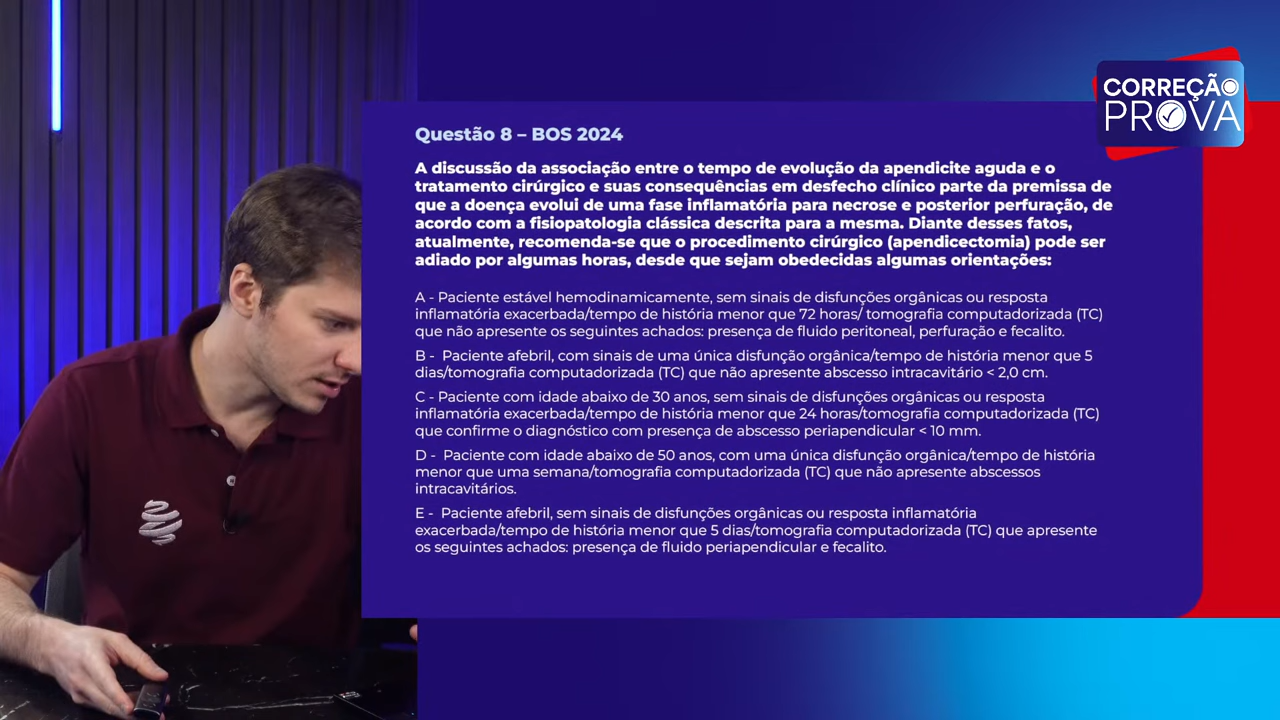 CORREÇÃO
PROVA
Questão 8 – BOS 2024
A discussão da associação entre o tempo de evolução da apendicite aguda e o
tratamento cirúrgico e suas consequências em desfecho clínico parte da premissa de
que a doença evolui de uma fase inflamatória para necrose e posterior perfuração, de
acordo com a fisiopatologia clássica descrita para a mesma. Diante desses fatos,
atualmente, recomenda-se que o procedimento cirúrgico (apendicectomia) pode ser
adiado por algumas horas, desde que sejam obedecidas algumas orientações:
A - Paciente estável hemodinamicamente, sem sinais de disfunções orgânicas ou resposta
inflamatória exacerbada/tempo de história menor que 72 horas/ tomografia computadorizada (TC)
que não apresente os seguintes achados: presença de fluido peritoneal, perfuração e fecalito.
B -  Paciente afebril, com sinais de uma única disfunção orgânica/tempo de história menor que 5
dias/tomografia computadorizada (TC) que não apresente abscesso intracavitário < 2,0 cm.
C - Paciente com idade abaixo de 30 anos, sem sinais de disfunções orgânicas ou resposta
inflamatória exacerbada/tempo de história menor que 24 horas/tomografia computadorizada (TC)
que confirme o diagnóstico com presença de abscesso periapendicular < 10 mm.
D -  Paciente com idade abaixo de 50 anos, com uma única disfunção orgânica/tempo de história
menor que uma semana/tomografia computadorizada (TC) que não apresente abscessos
intracavitários.
E -  Paciente afebril, sem sinais de disfunções orgânicas ou resposta inflamatória
exacerbada/tempo de história menor que 5 dias/tomografia computadorizada (TC) que apresente
os seguintes achados: presença de fluido periapendicular e fecalito.